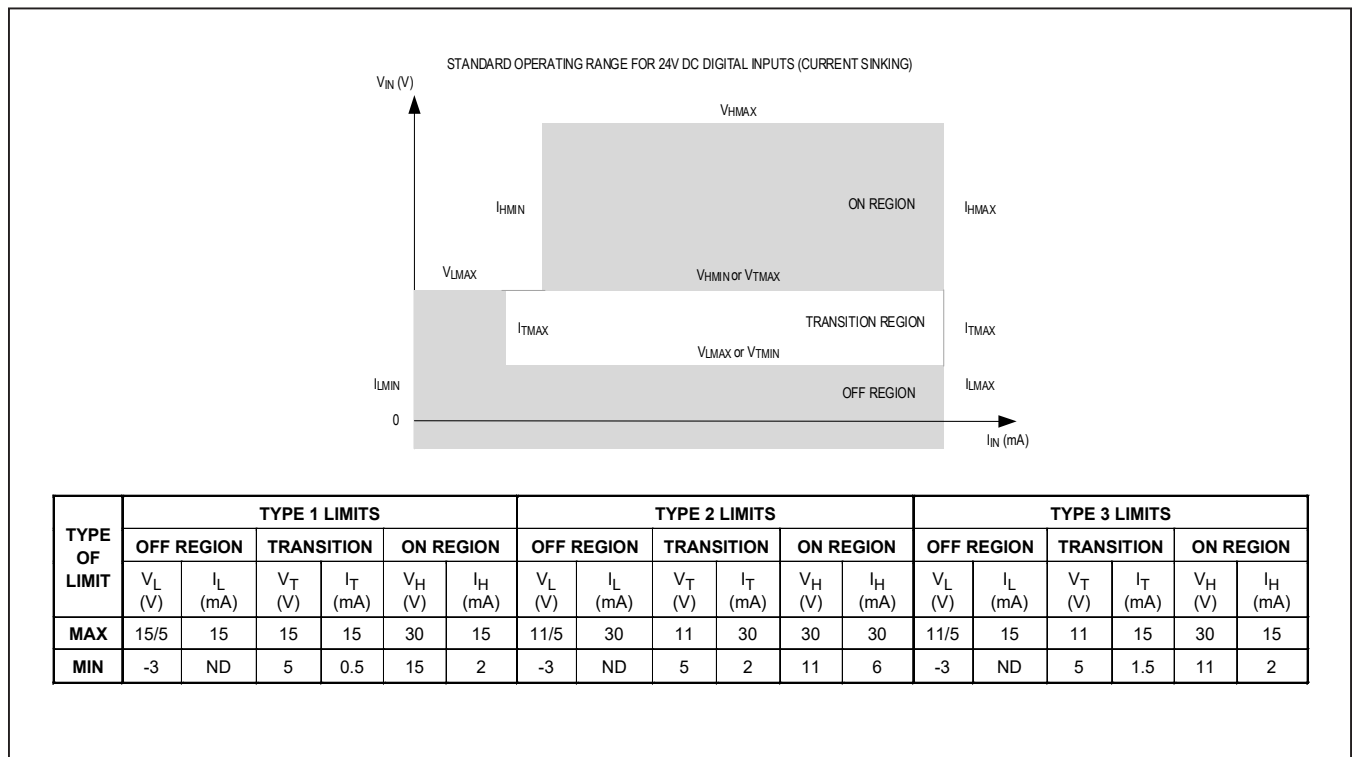 STANDARD OPERATING RANGE FOR 24V DC DIGITAL INPUTS (CURRENT SINKING)
VIN (V)
VHMAX
IHMIN
ON REGION
IHMAX
VLMAX
VHMIN or VTMAX
ITMAX
TRANSITION REGION
ITMAX
VLMAX or VTMIN
ILMIN
OFF REGION
ILMAX
0
IIN (mA)
TYPE OF LIMIT
TYPE 1 LIMITS TYPE 2 LIMITS TYPE 3 LIMITS
OFF REGION TRANSITION ON REGION OFF REGION TRANSITION ON REGION OFF REGION TRANSITION ON REGION
VL (V) IL (mA) VT (V) IT (mA) VH (V) IH (mA) VL (V) IL (mA) VT (V) IT (mA) VH (V) IH (mA) VL (V) IL (mA) VT (V) IT (mA) VH (V) IH (mA)
MAX 15/5 15 15 15 30 15 11/5 30 11 30 30 30 11/5 15 11 15 30 15
MIN -3 ND 5 0.5 15 2 -3 ND 5 2 11 6 -3 ND 5 1.5 11 2